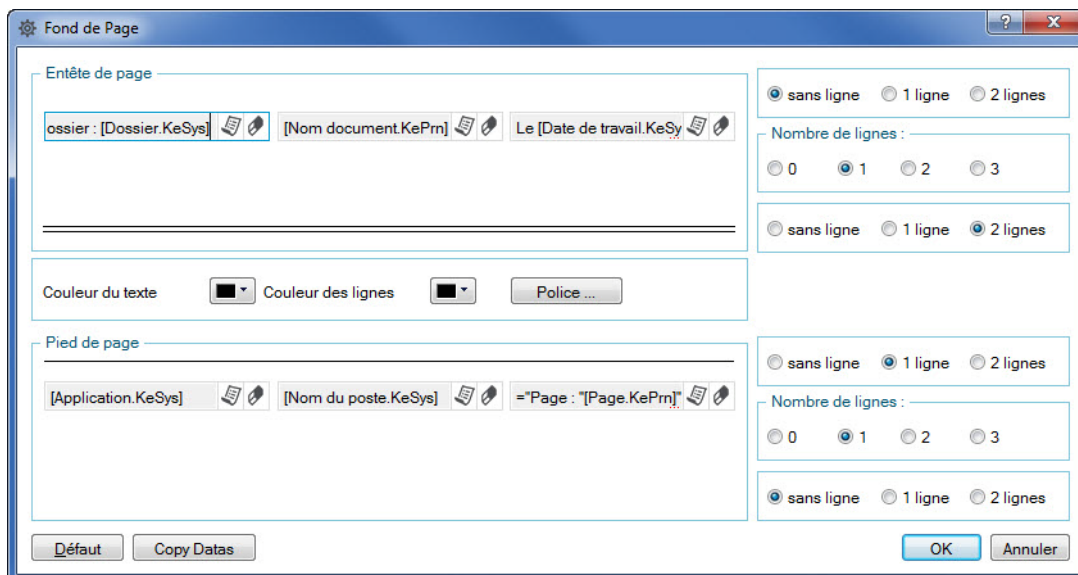 Fond de Page
?
Entête de page
ossier : [Dossier.KeSys]
[Nom document.KePrn]
Le [Date de travail.KeSy
sans ligne 1 ligne 2 lignes
Nombre de lignes :
0 1 2 3
sans ligne 1 ligne 2 lignes
Couleur du texte
Couleur des lignes
Police ...
Pied de page
[Application.KeSys]
[Nom du poste.KeSys]
="Page : "[Page.KePrn]"
sans ligne 1 ligne 2 lignes
Nombre de lignes :
0 1 2 3
sans ligne 1 ligne 2 lignes
Défaut
Copy Datas
OK
Annuler